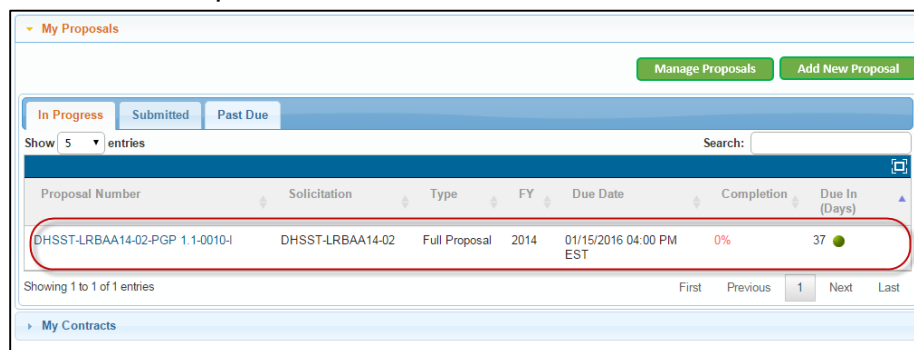 My Proposals
Manage Proposals Add New Proposal
In Progress Submitted Past Due
Show 5 entries Search:
Proposal Number Solicitation Type FY Due Date Completion Due In
(Days)
DHSST-LRBAA14-02-PGP 1.1-0010-I DHSST-LRBAA14-02 Full Proposal 2014 01/15/2016 04:00 PM 0% 37
EST
Showing 1 to 1 of 1 entries First Previous 1 Next Last
My Contracts